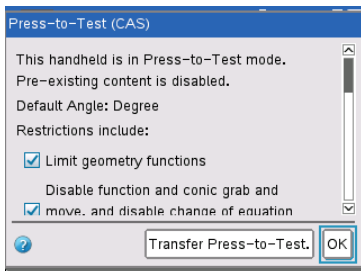 Press-to-Test (CAS)
This handheld is in Press-to-Test mode.
Pre-existing content is disabled.
Default Angle: Degree
Restrictions include:
Limit geometry functions
Disable function and conic grab and
move, and disable change of equation
?
Transfer Press-to-Test.
OK